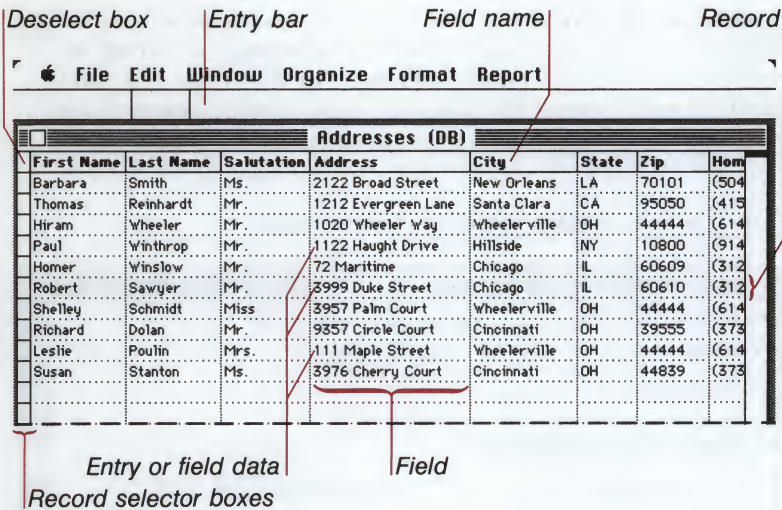 Deselect box Entry bar Field name Record
File Edit Window Organize Format Report
Addresses (DB)
First Name Last Name Salutation Address City State Zip Hom
Barbara Smith Ms. 2122 Broad Street New Orleans LA 70101 (504
Thomas Reinhardt Mr. 1212 Evergreen Lane Santa Clara CA 95050 (415
Hiram Wheeler Mr. 1020 Wheeler Way Wheelerville OH 44444 (614
Paul Winthrop Mr. 1122 Haught Drive Hillside NY 10800 (914
Homer Winslow Mr. 72 Maritime Chicago IL 60609 (312
Robert Sawyer Mr. 3999 Duke Street Chicago IL 60610 (312
Shelley Schmidt Miss 3957 Palm Court Wheelerville OH 44444 (614
Richard Dolan Mr. 9357 Circle Court Cincinnati OH 39555 (373
Leslie Poulin Mrs. 111 Maple Street Wheelerville OH 44444 (614
Susan Stanton Ms. 3976 Cherry Court Cincinnati OH 44839 (373
Entry or field data Field
Record selector boxes